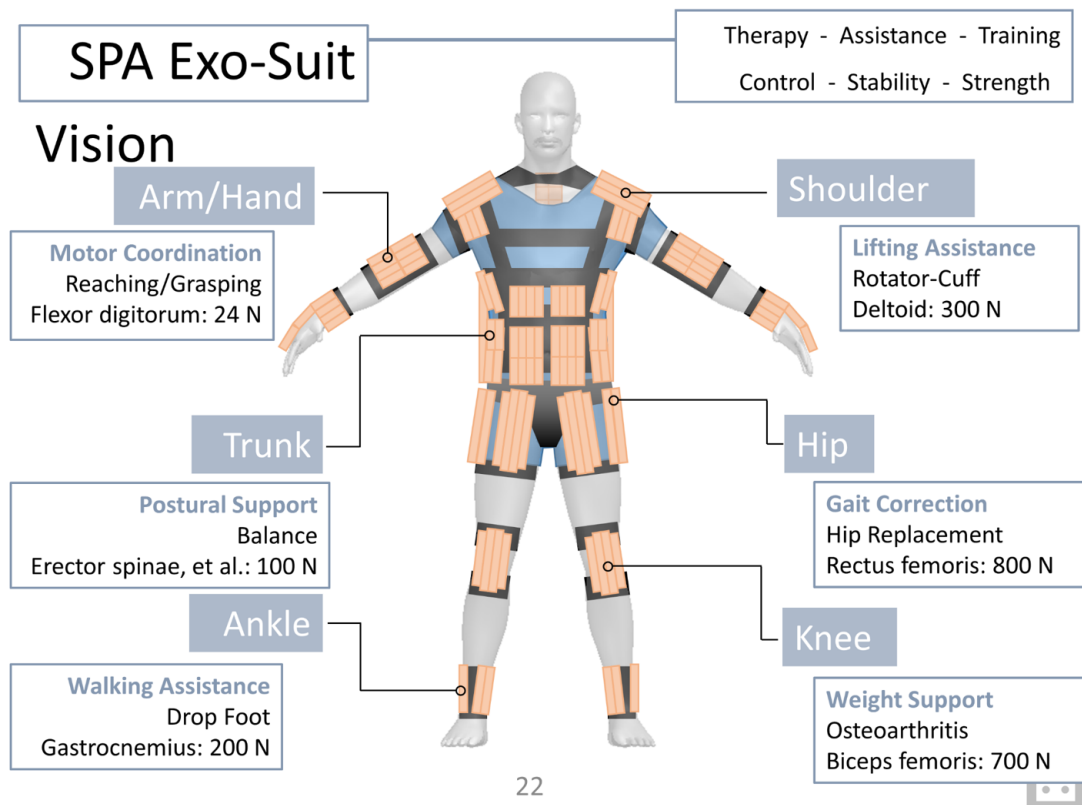 SPA Exo-Suit
Therapy - Assistance - Training
Control - Stability - Strength
Vision
Arm/Hand
Motor Coordination
Reaching/Grasping
Flexor digitorum: 24 N
Shoulder
Lifting Assistance
Rotator-Cuff
Deltoid: 300 N
Trunk
Postural Support
Balance
Erector spinae, et al.: 100 N
Hip
Gait Correction
Hip Replacement
Rectus femoris: 800 N
Ankle
Walking Assistance
Drop Foot
Gastrocnemius: 200 N
Knee
Weight Support
Osteoarthritis
Biceps femoris: 700 N
22